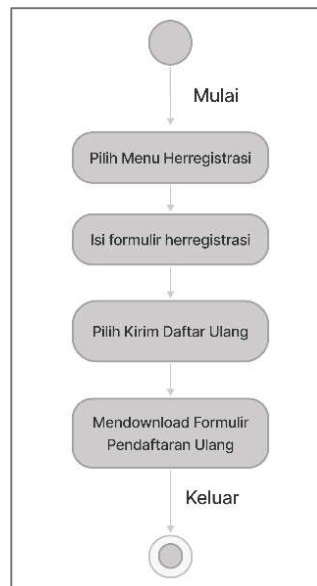 Mulai
Pilih Menu Herregistrasi
Isi formulir herregistrasi
Pilih Kirim Daftar Ulang
Mendownload Formulir
Pendaftaran Ulang
Keluar